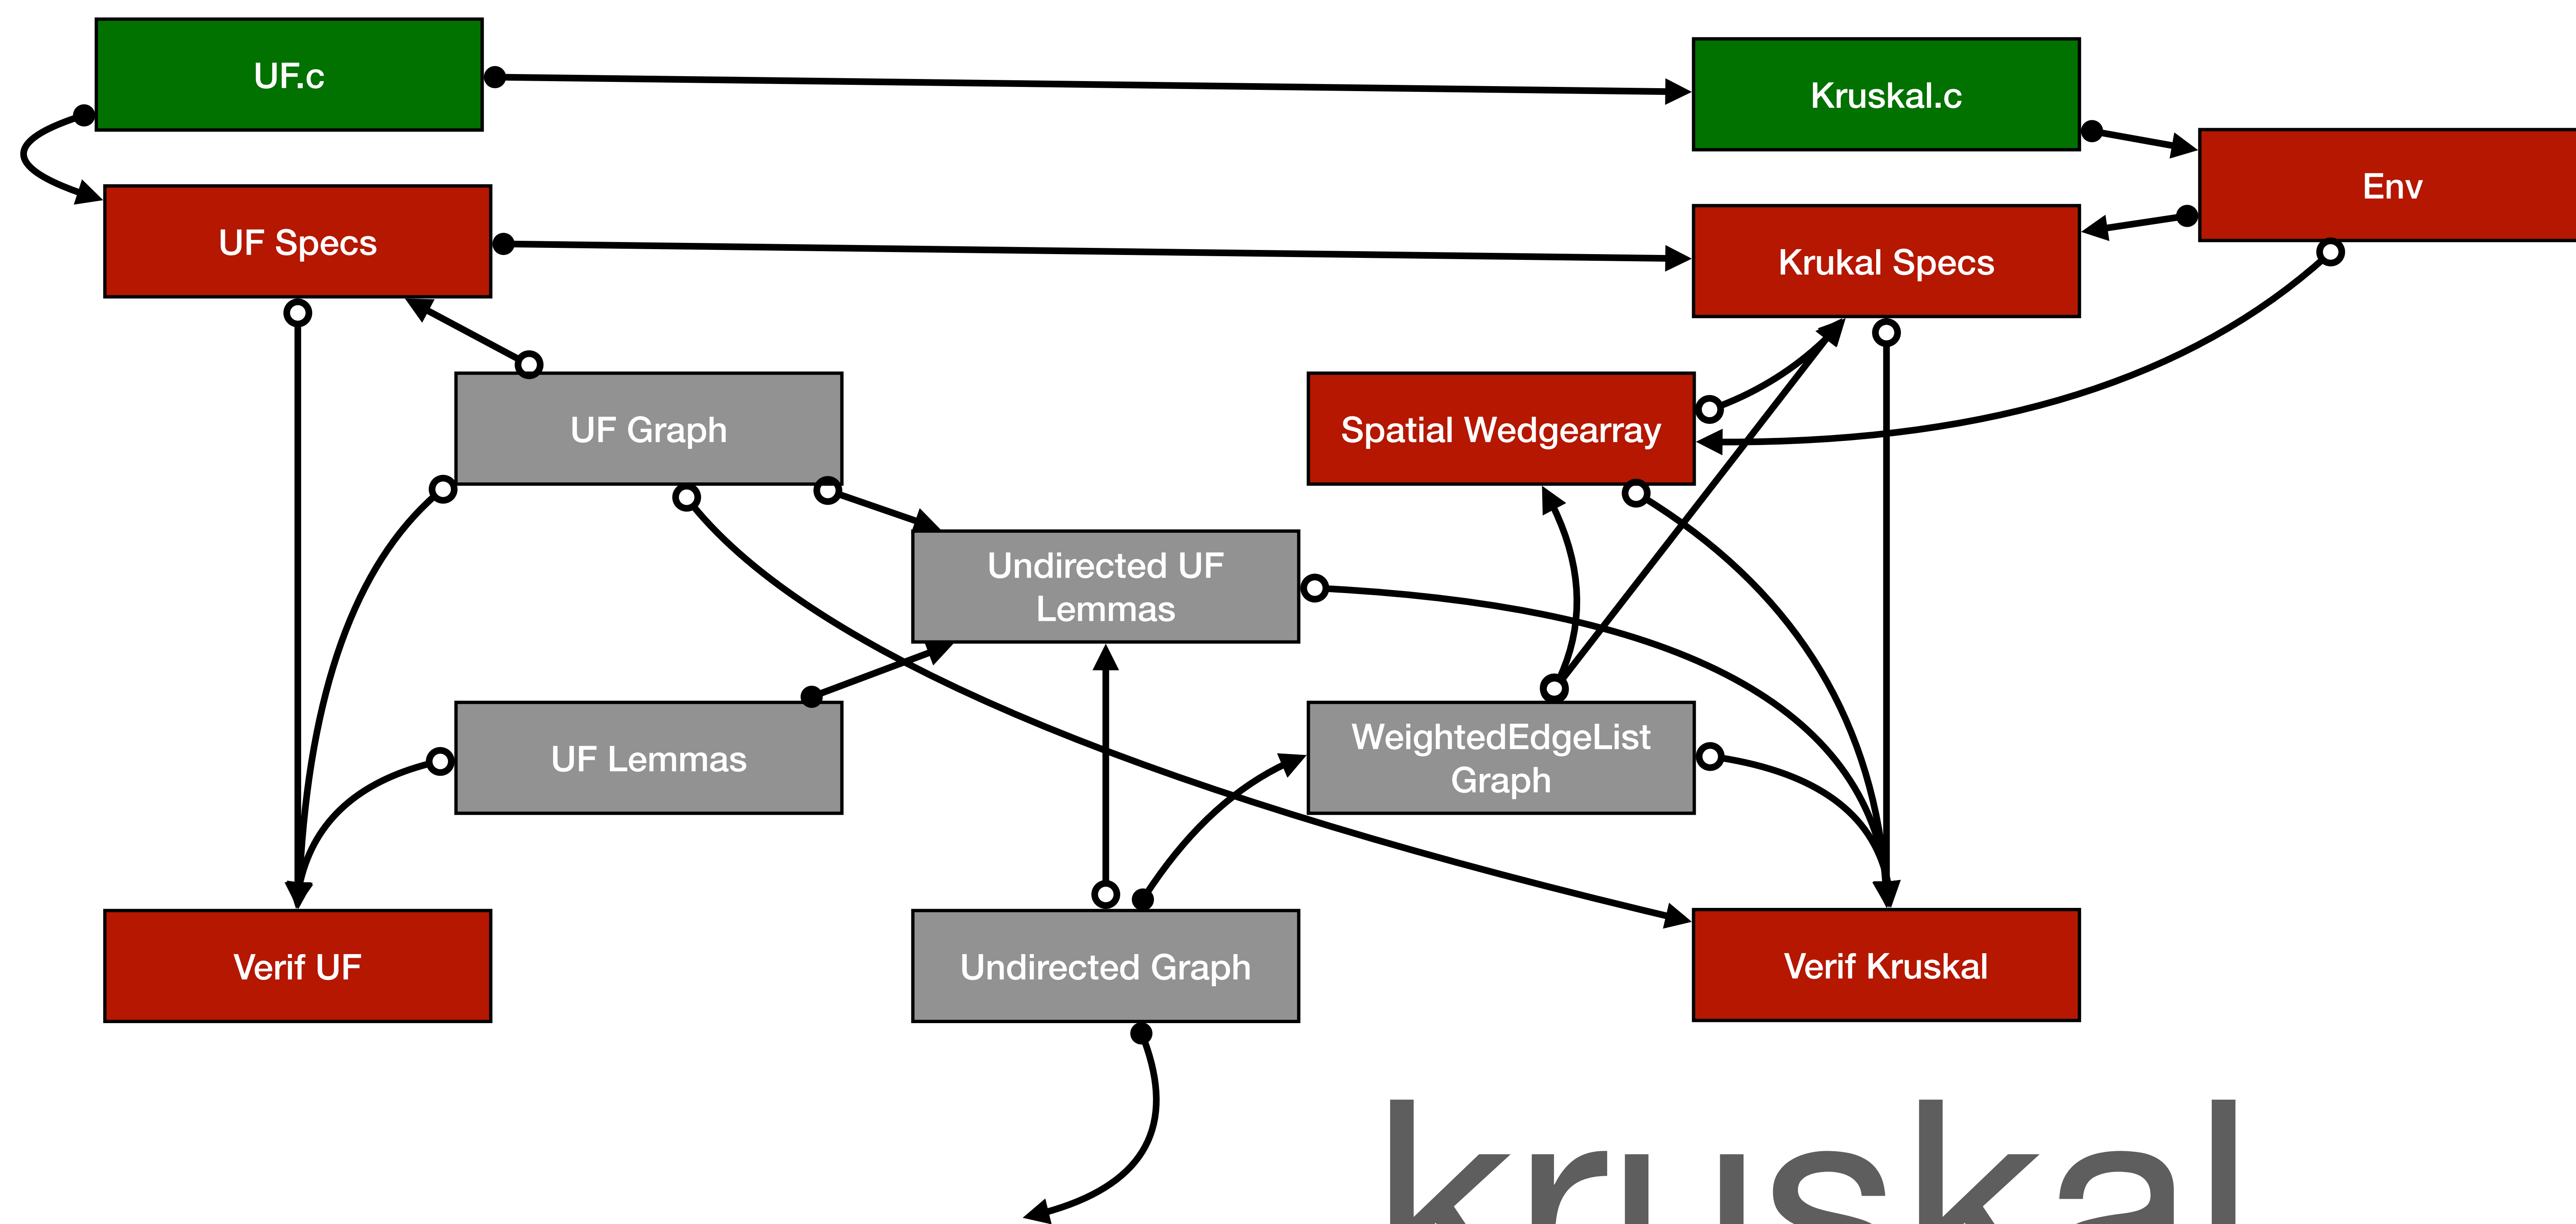 UF.c
Kruskal.c
Env
UF Specs
Krukal Specs
UF Graph
Spatial Wedgearray
Undirected UF
Lemmas
UF Lemmas
WeightedEdgeList
Graph
Verif UF
Undirected Graph
Verif Kruskal
kruskal